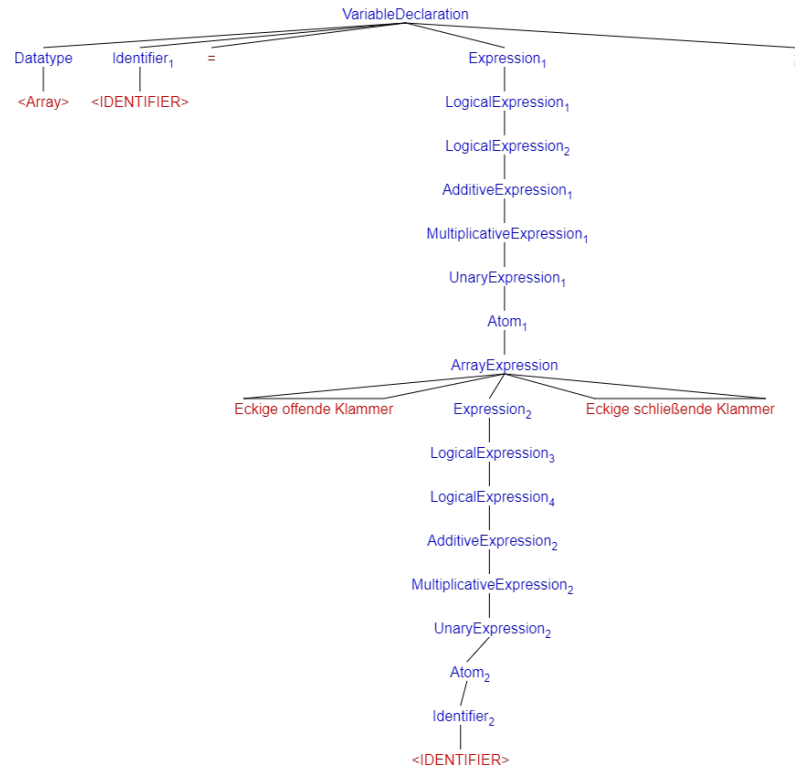 VariableDeclaration
Datatype Identifier1 = Expression1 ;
<Array> <IDENTIFIER> LogicalExpression1
LogicalExpression2
AdditiveExpression1
MultiplicativeExpression1
UnaryExpression1
Atom1
ArrayExpression
Eckige offende Klammer Expression2 Eckige schließende Klammer
LogicalExpression3
LogicalExpression4
AdditiveExpression2
MultiplicativeExpression2
UnaryExpression2
Atom2
Identifier2
<IDENTIFIER>